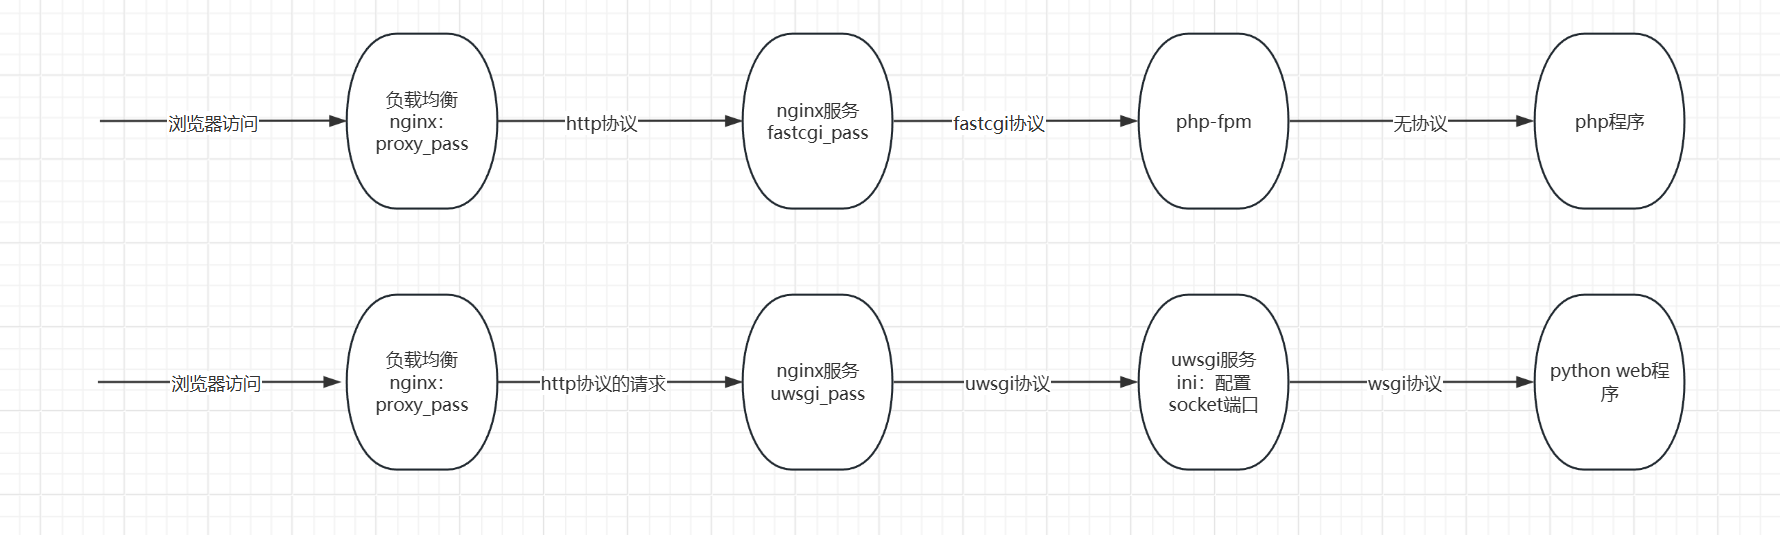 浏览器访问
负载均衡
nginx：
proxy_pass
http协议
nginx服务
fastcgi_pass
fastcgi协议
php-fpm
无协议
php程序
浏览器访问
负载均衡
nginx：
proxy_pass
http协议的请求
nginx服务
uwsgi_pass
uwsgi协议
uwsgi服务
ini：配置
socket端口
wsgi协议
python web程
序